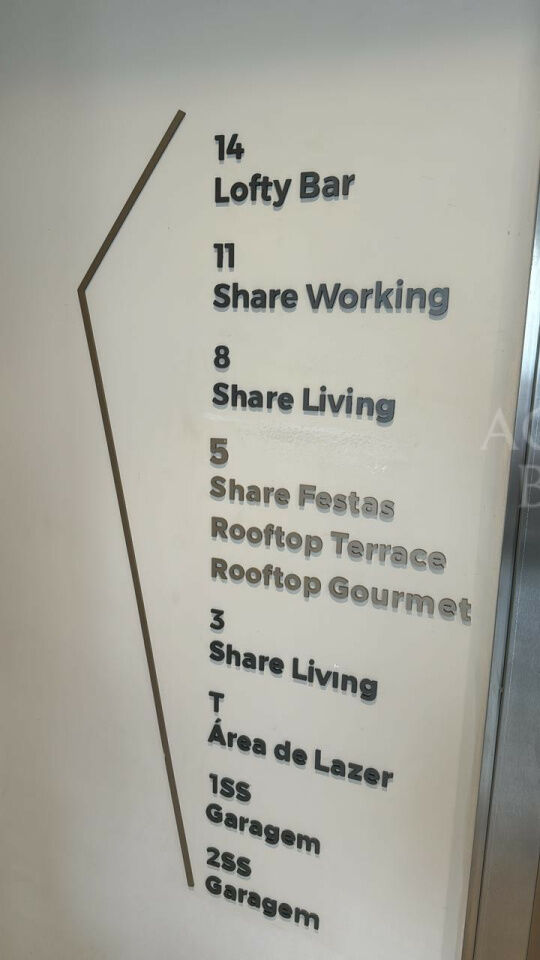 14
Lofty Bar
11
Share Working
8
Share Living
5
Share Festas
Rooftop Terrace
Rooftop Gourmet
3
Share Living
T
Área de Lazer
1SS
Garagem
2SS
Garagem